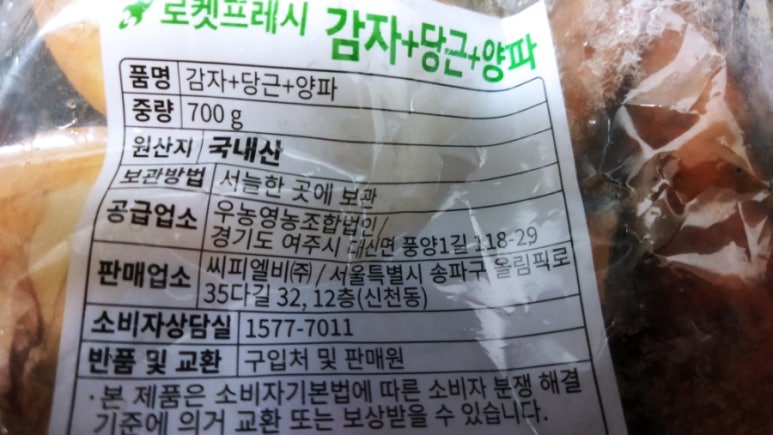 로켓프레시 감자+당근+양파
품명 감자+당근+양파
중량 700 g
원산지 국내산
보관방법 서늘한 곳에 보관
공급업소 우농영농조합법인/
경기도 여주시 대신면 풍양1길 118-29
판매업소 씨피엘비(주) / 서울특별시 송파구 올림픽로
35다길 32, 12층(신천동)
소비자상담실 1577-7011
반품 및 교환 구입처 및 판매원
·본 제품은 소비자기본법에 따른 소비자 분쟁 해결
기준에 의거 교환 또는 보상받을 수 있습니다.